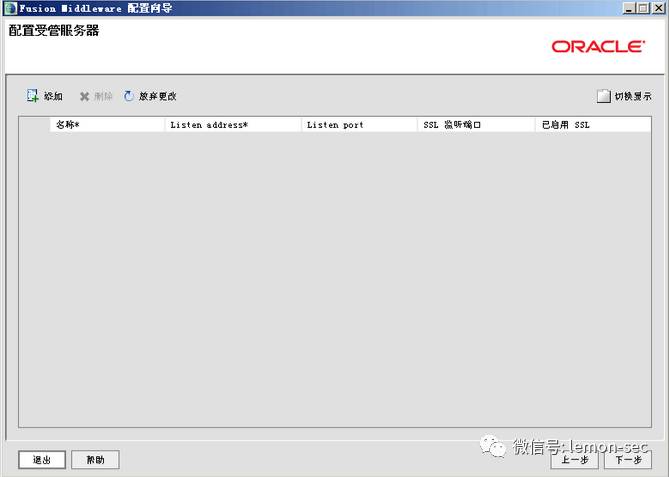 Fusion Middleware 配置向导
配置受管服务器
ORACLE
添加 删除 放弃更改 切换显示
名称* Listen address* Listen port SSL 监听端口 已启用 SSL
微信号: lemon-sec
退出 帮助 上一步 下一步